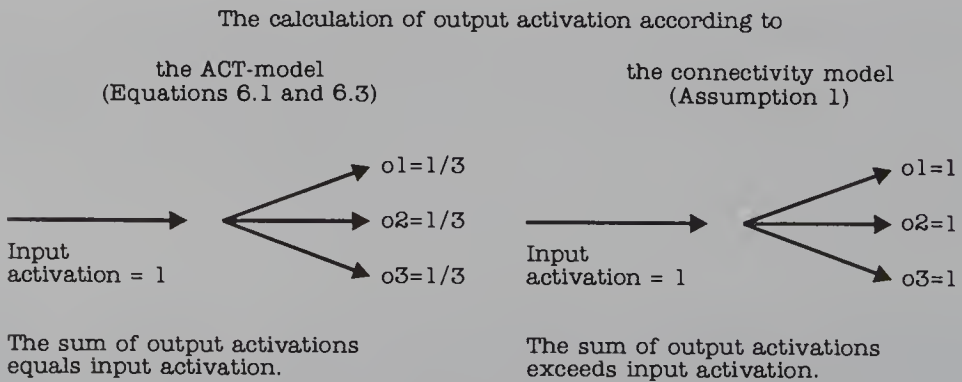 The calculation of output activation according to
the ACT-model
(Equations 6.1 and 6.3)
o1=1/3
o2=1/3
o3=1/3
Input
activation = 1
The sum of output activations
equals input activation.
the connectivity model
(Assumption 1)
o1=1
o2=1
o3=1
Input
activation = 1
The sum of output activations
exceeds input activation.